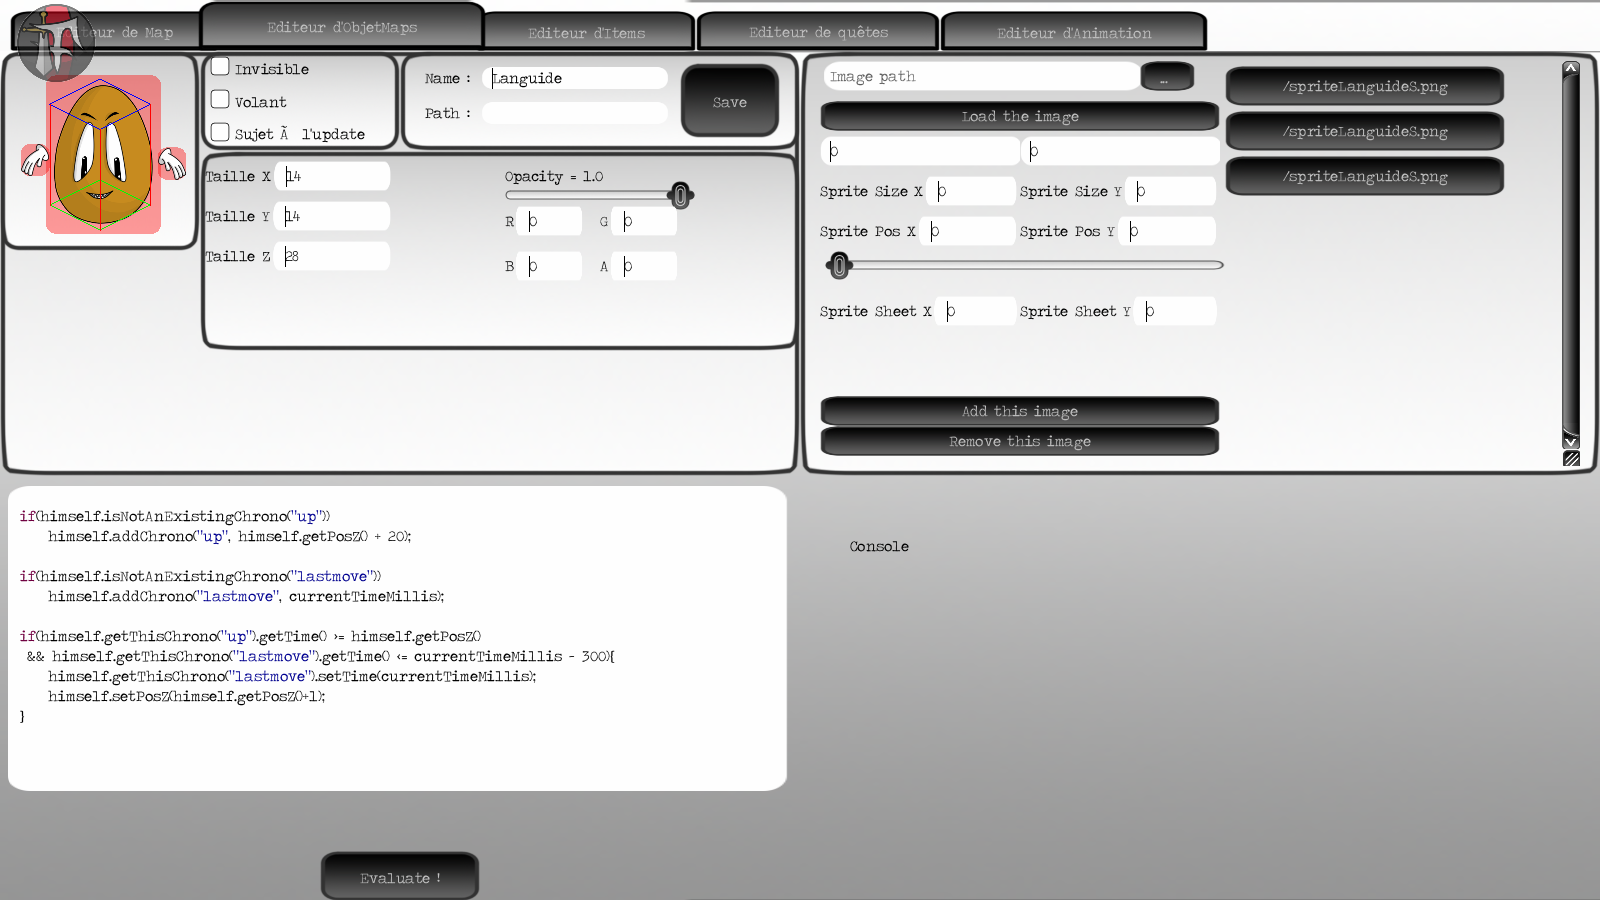 Editeur de Map
Editeur d'ObjetMaps
Editeur d'Items
Editeur de quêtes
Editeur d'Animation
Invisible
Volant
Sujet Ã l'update
Name : Languide
Path :
Save
Taille X 14
Taille Y 14
Taille Z 28
Opacity = 1.0
R 0 G 0
B 0 A 0
Image path
...
Load the image
0 0
Sprite Size X 0 Sprite Size Y 0
Sprite Pos X 0 Sprite Pos Y 0
Sprite Sheet X 0 Sprite Sheet Y 0
Add this image
Remove this image
/spriteLanguideS.png
/spriteLanguideS.png
/spriteLanguideS.png
if(himself.isNotAnExistingChrono("up"))
himself.addChrono("up", himself.getPosZ() + 20);
if(himself.isNotAnExistingChrono("lastmove"))
himself.addChrono("lastmove", currentTimeMillis);
if(himself.getThisChrono("up").getTime() >= himself.getPosZ()
&& himself.getThisChrono("lastmove").getTime() <= currentTimeMillis - 300){
himself.getThisChrono("lastmove").setTime(currentTimeMillis);
himself.setPosZ(himself.getPosZ()+1);
}
Console
Evaluate !